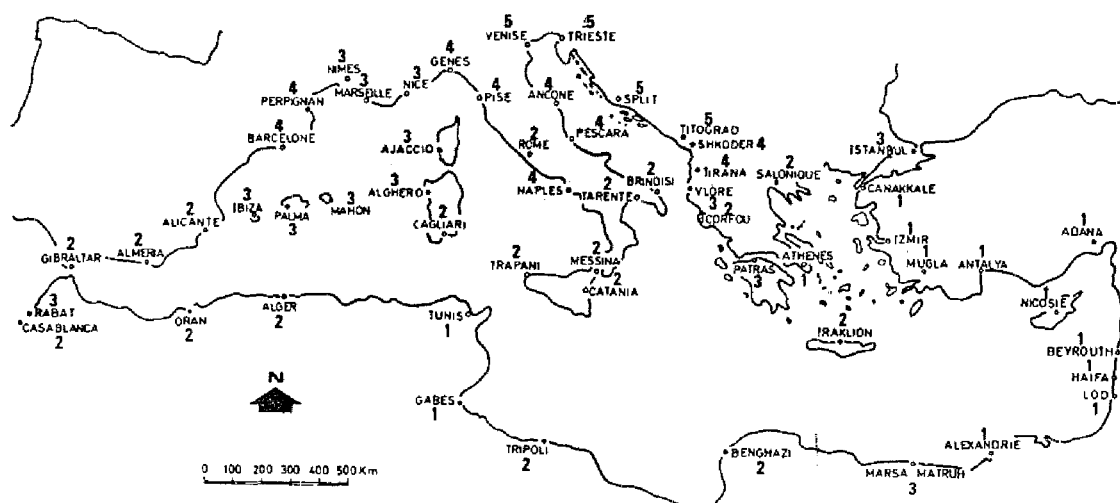 5 5
VENISE TRIESTE
4
GÊNES
3
NIMES
3
MARSEILLE
3
NICE
4
PERPIGNAN
4
PISE
4
ANCONE
5
SPLIT
4
BARCELONE
3
AJACCIO
2
ROME
4
PESCARA
5
TITOGRAD
SHKODER 4
3
ISTANBUL
3
IBIZA
PALMA
3
3
MAHON
3
ALGHERO
NAPLES
4
2
TARENTE
2
BRINDISI
4
TIRANA
VLORE
3
2
CORFOU
2
SALONIQUE
CANAKKALE
1
2
ALICANTE
2
CAGLIARI
2
GIBRALTAR
2
ALMERIA
2
TRAPANI
2
MESSINA
2
CATANIA
PATRAS
3
ATHENES
1
1
IZMIR
1
MUGLA
1
ANTALYA
1
ADANA
1
NICOSIE
3
RABAT
CASABLANCA
2
ORAN
2
ALGER
2
TUNIS
1
2
IRAKLION
1
BEYROUTH
1
HAIFA
LOD
1
N
GABÈS
1
TRIPOLI
2
BENGHAZI
2
MARSA MATRUH
3
1
ALEXANDRIE
0 100 200 300 400 500 Km